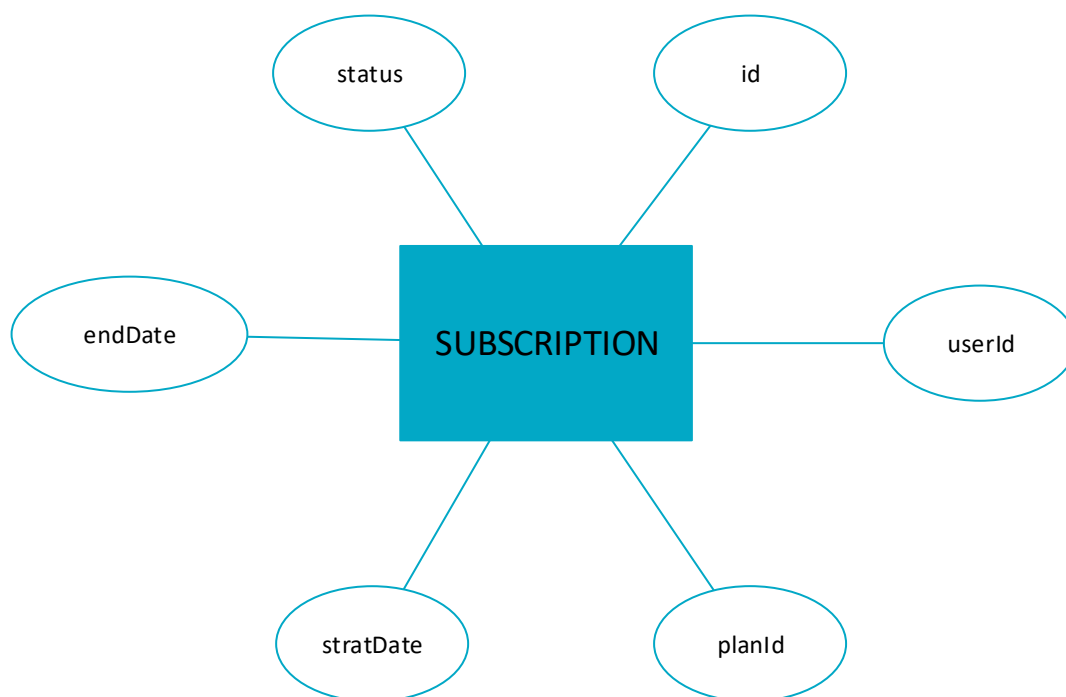 status
id
endDate
SUBSCRIPTION
userId
stratDate
planId